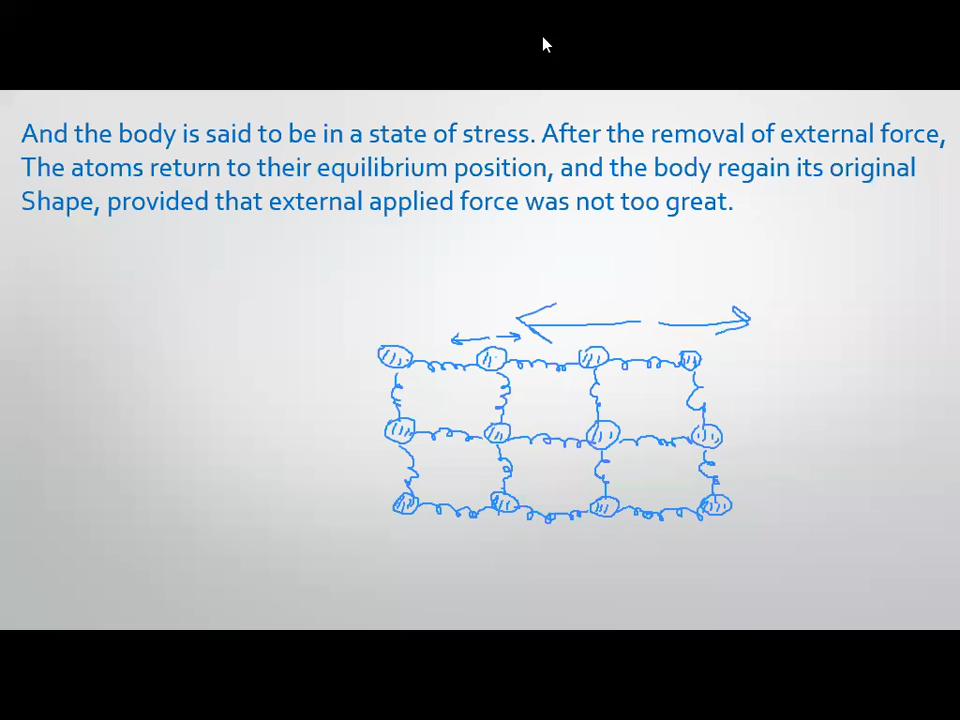 And the body is said to be in a state of stress. After the removal of external force,
The atoms return to their equilibrium position, and the body regain its original
Shape, provided that external applied force was not too great.